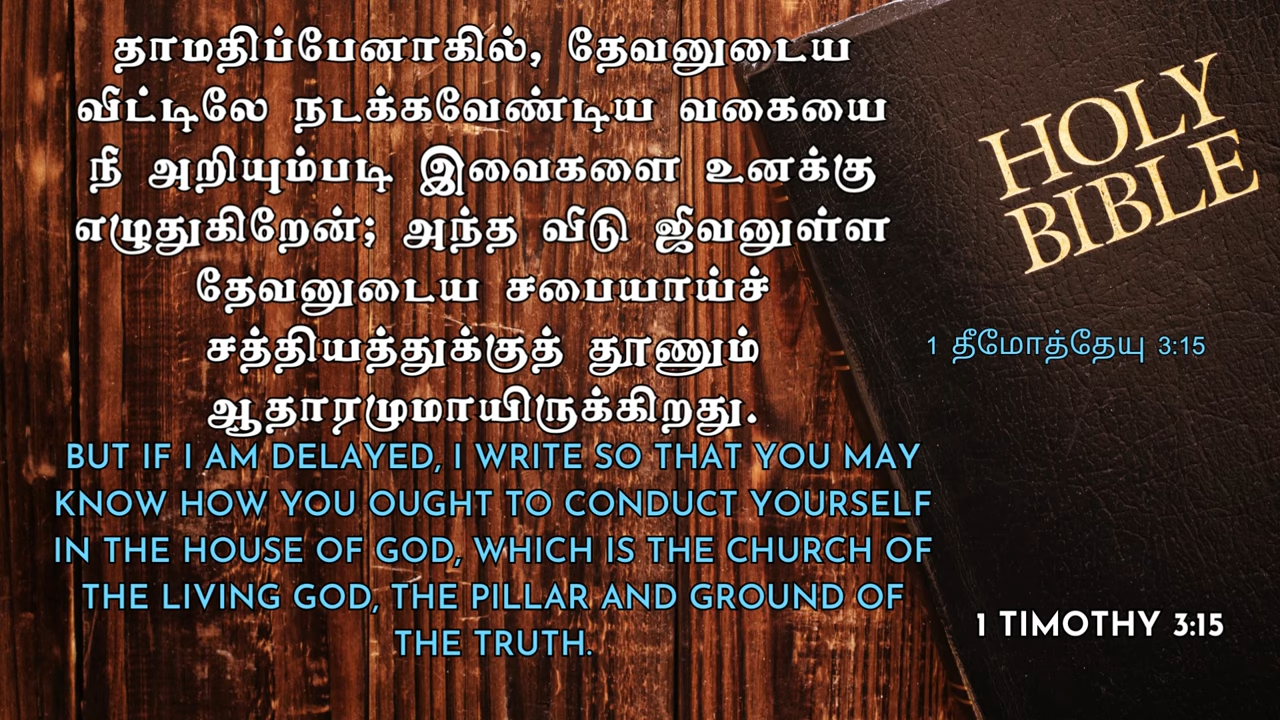 தாமதிப்பேனாகில், தேவனுடைய
விட்டிலே நடக்கவேண்டிய வகையை
நீ அறியும்படி இவைகளை உனக்கு
எழுதுகிறேன்; அந்த வீடு ஜீவனுள்ள
தேவனுடைய சபையாய்ச்
சத்தியத்துக்குத் தூணும்
ஆதாரமுமாயிருக்கிறது.
BUT IF I AM DELAYED, I WRITE SO THAT YOU MAY
KNOW HOW YOU OUGHT TO CONDUCT YOURSELF
IN THE HOUSE OF GOD, WHICH IS THE CHURCH OF
THE LIVING GOD, THE PILLAR AND GROUND OF
THE TRUTH.
HOLY
BIBLE
1 தீமோத்தேயு 3:15
1 TIMOTHY 3:15